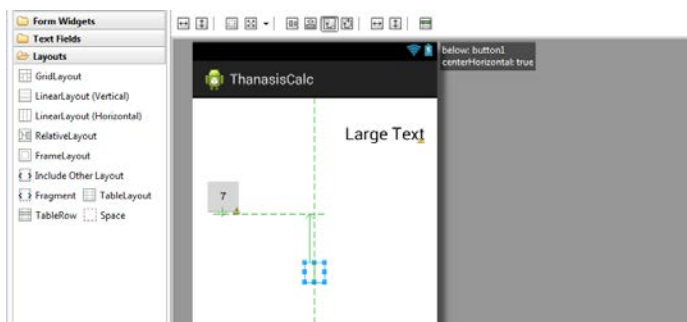 Form Widgets
Text Fields
Layouts
GridLayout
LinearLayout (Vertical)
LinearLayout (Horizontal)
RelativeLayout
FrameLayout
Include Other Layout
Fragment TableLayout
TableRow Space
below: button1
centerHorizontal: true
ThanasisCalc
Large Text
7